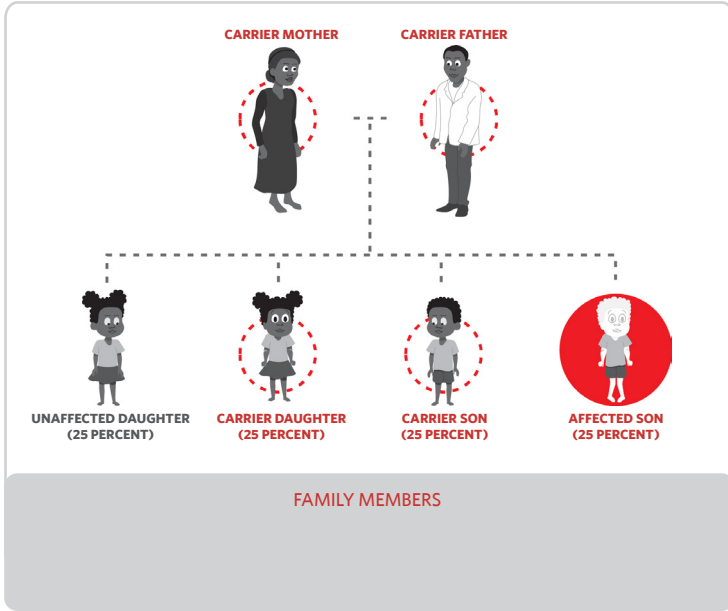 CARRIER MOTHER
CARRIER FATHER
UNAFFECTED DAUGHTER
(25 PERCENT)
CARRIER DAUGHTER
(25 PERCENT)
CARRIER SON
(25 PERCENT)
AFFECTED SON
(25 PERCENT)
FAMILY MEMBERS